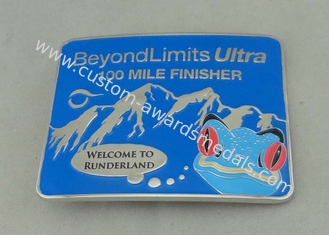 BeyondLimits Ultra
100 MILE FINISHER
WELCOME TO
RUNDERLAND
www.custom-awardsmedals.com